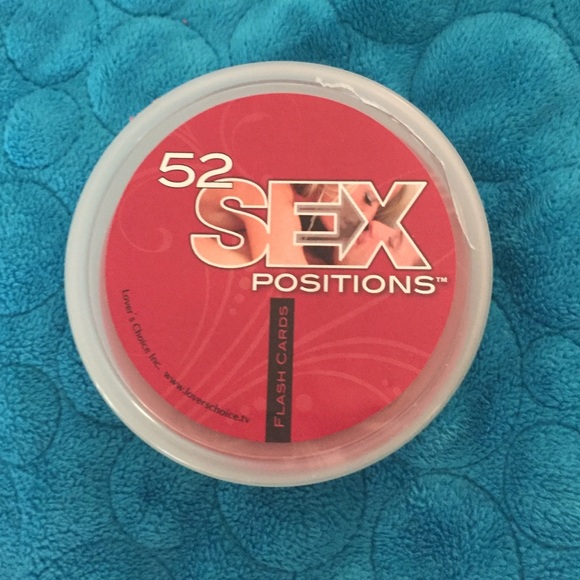 52
SEX
POSITIONS™
FLASH CARDS
Lover's Choice Inc. www.loverschoice.tv